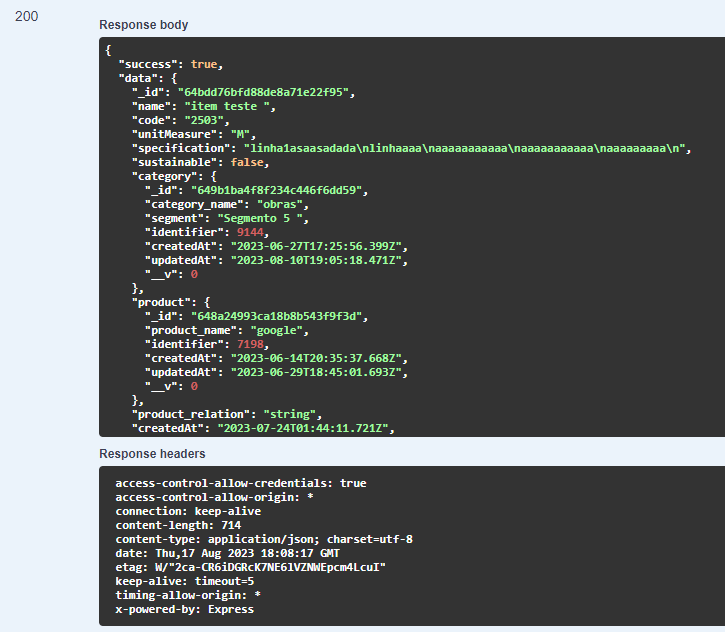 200
Response body
{
"success": true,
"data": {
"_id": "64bdd76bfd88de8a71e22f95",
"name": "item teste ",
"code": "2503",
"unitMeasure": "M",
"specification": "linha1asaasadada\nlinhaaaa\naaaaaaaaaaa\naaaaaaaaaaa\naaaaaaaaa\n",
"sustainable": false,
"category": {
"_id": "649b1ba4f8f234c446f6dd59",
"category_name": "obras",
"segment": "Segmento 5 ",
"identifier": 9144,
"createdAt": "2023-06-27T17:25:56.399Z",
"updatedAt": "2023-08-10T19:05:18.471Z",
"__v": 0
},
"product": {
"_id": "648a24993ca18b8b543f9f3d",
"product_name": "google",
"identifier": 7198,
"createdAt": "2023-06-14T20:35:37.668Z",
"updatedAt": "2023-06-29T18:45:01.693Z",
"__v": 0
},
"product_relation": "string",
"createdAt": "2023-07-24T01:44:11.721Z",
Response headers
access-control-allow-credentials: true
access-control-allow-origin: *
connection: keep-alive
content-length: 714
content-type: application/json; charset=utf-8
date: Thu,17 Aug 2023 18:08:17 GMT
etag: W/"2ca-CR6iDGRcK7NE6lVZNWEpcm4LcuI"
keep-alive: timeout=5
timing-allow-origin: *
x-powered-by: Express